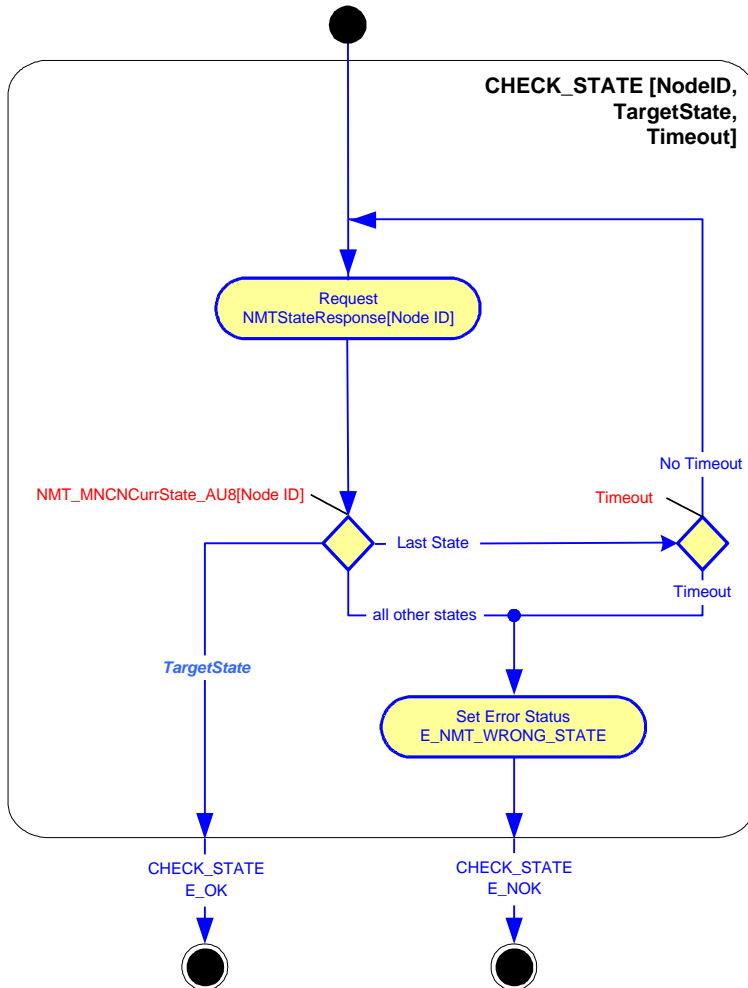 CHECK_STATE [NodeID,
TargetState,
Timeout]
Request
NMTStateResponse[Node ID]
No Timeout
NMT_MNCNCurrState_AU8[Node ID]
Timeout
Last State
Timeout
all other states
TargetState
Set Error Status
E_NMT_WRONG_STATE
CHECK_STATE
E_OK
CHECK_STATE
E_NOK